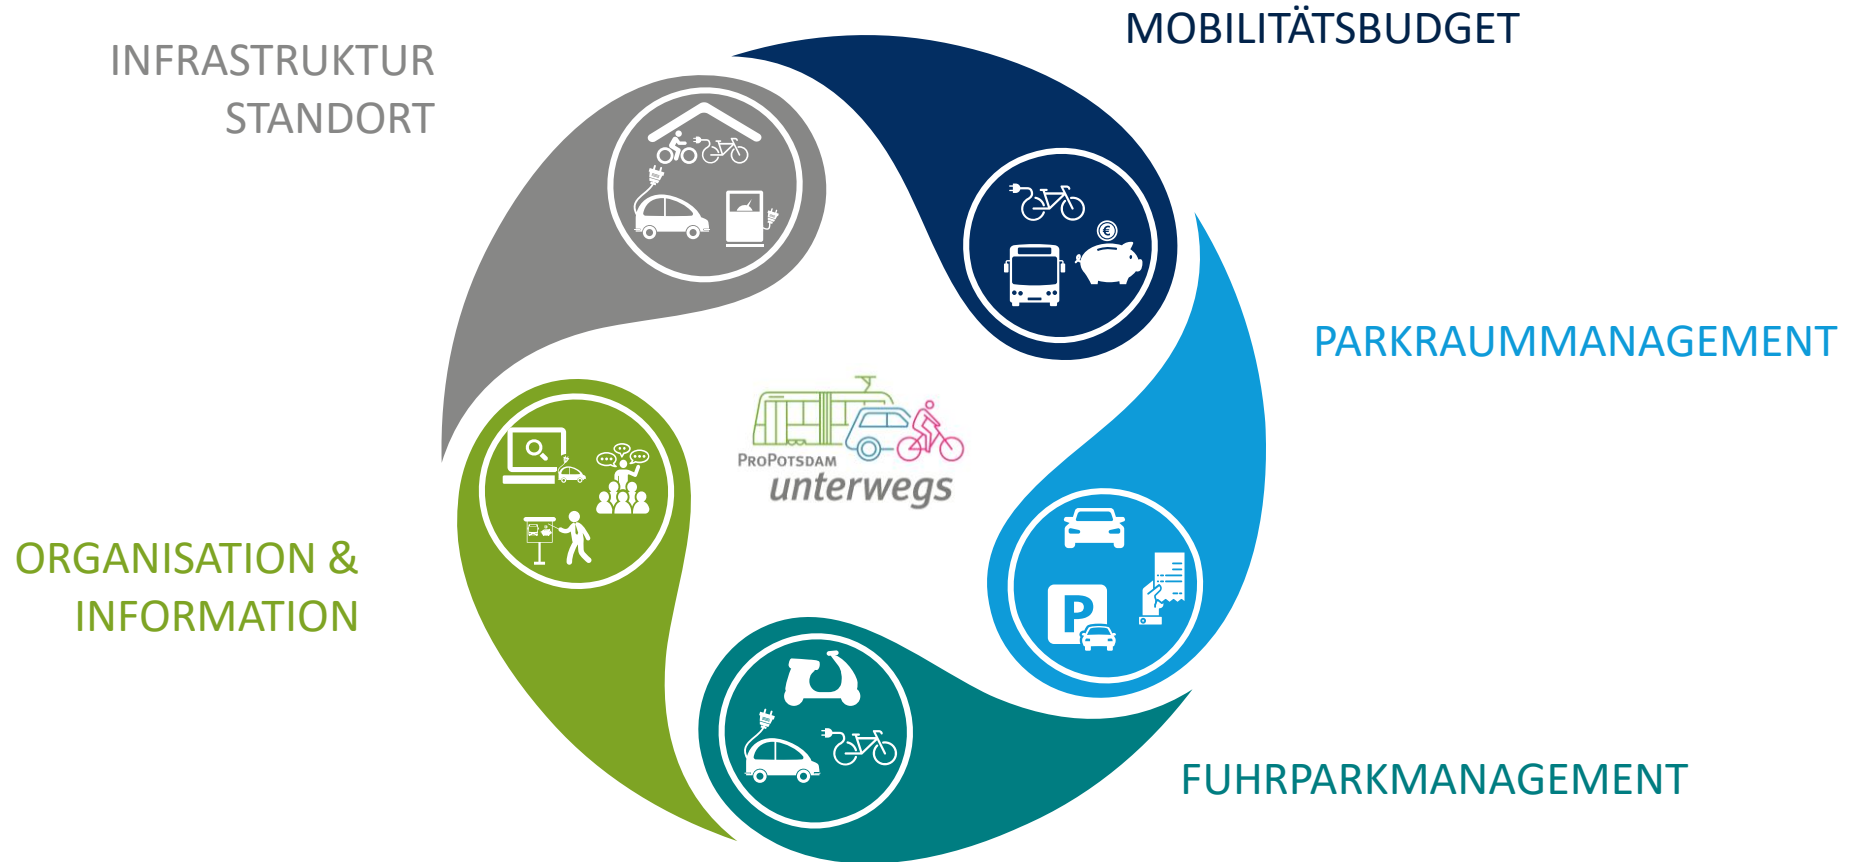 INFRASTRUKTUR
STANDORT
MOBILITÄTSBUDGET
PARKRAUMMANAGEMENT
PROPOTSDAM
unterwegs
P
ORGANISATION &
INFORMATION
FUHRPARKMANAGEMENT